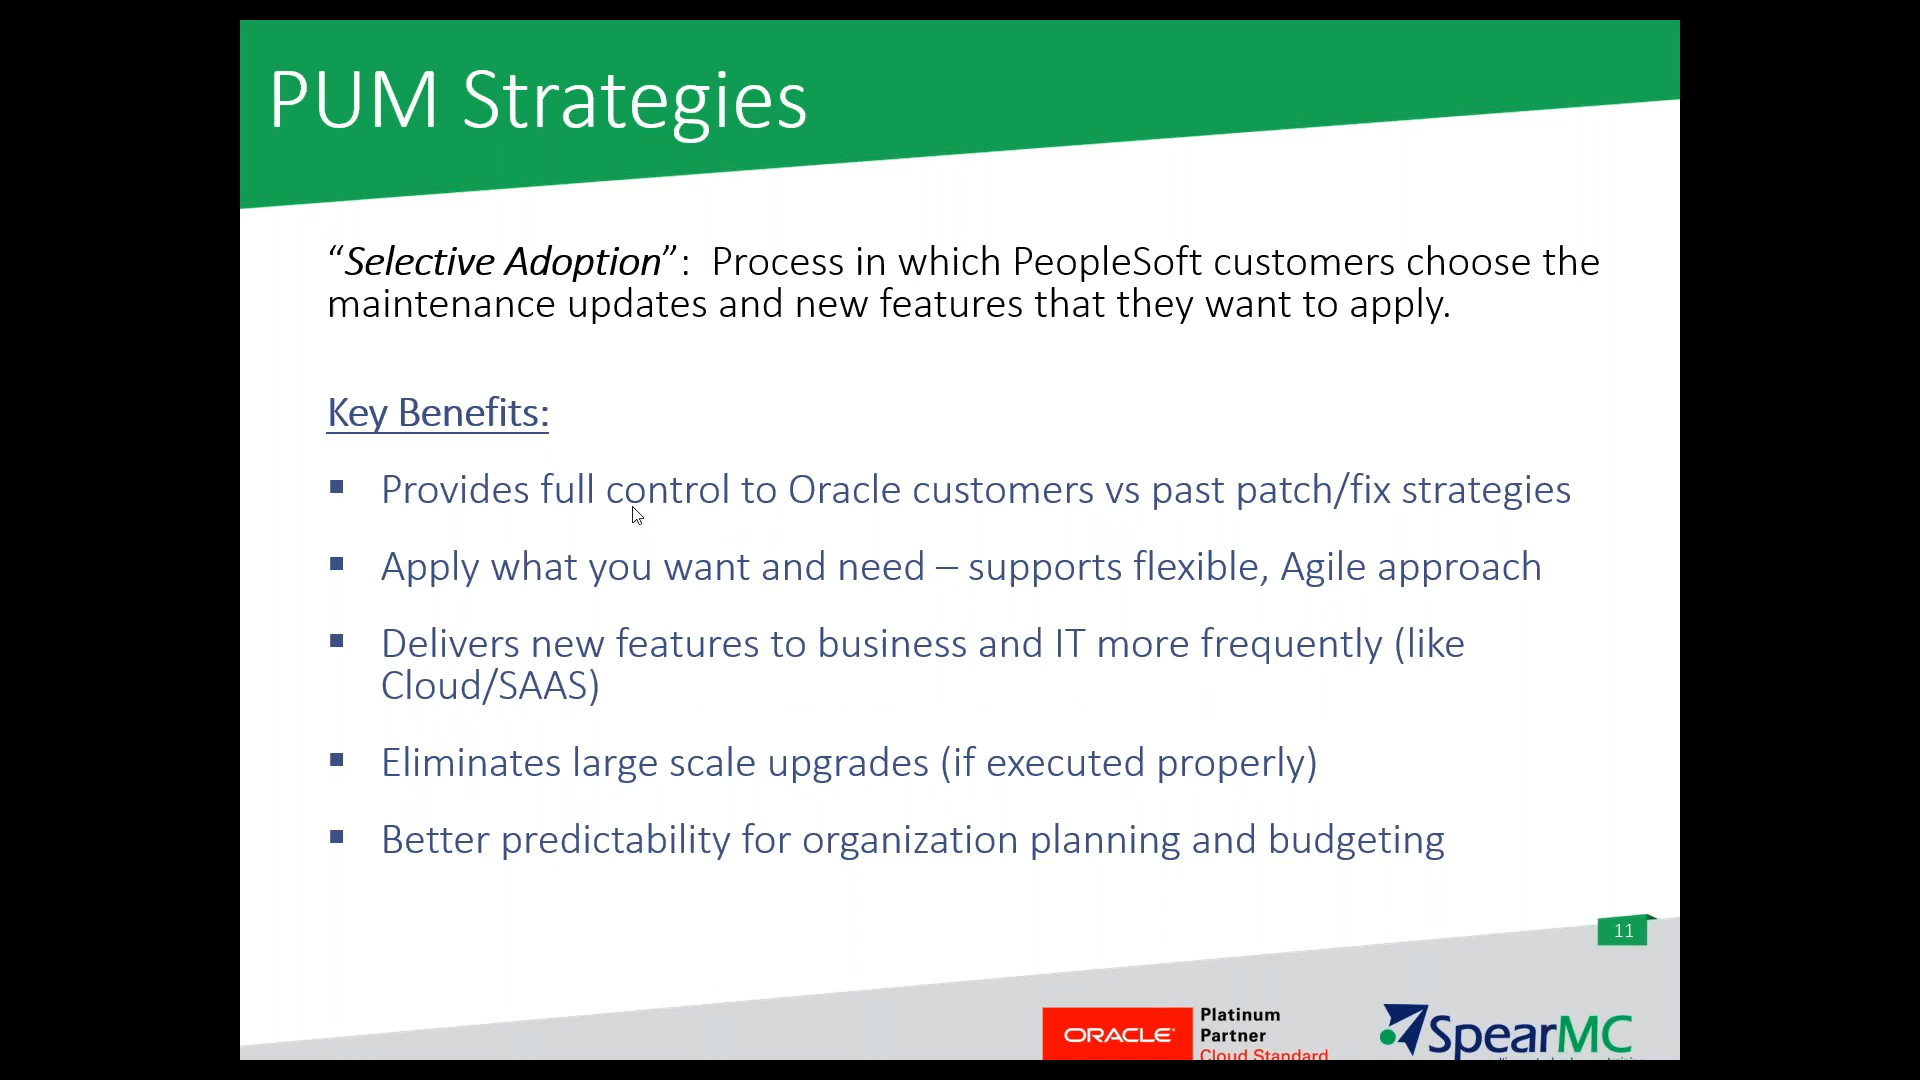 PUM Strategies
“Selective Adoption”: Process in which PeopleSoft customers choose the
maintenance updates and new features that they want to apply.
Key Benefits:
▪ Provides full control to Oracle customers vs past patch/fix strategies
▪ Apply what you want and need – supports flexible, Agile approach
▪ Delivers new features to business and IT more frequently (like
Cloud/SAAS)
▪ Eliminates large scale upgrades (if executed properly)
▪ Better predictability for organization planning and budgeting
11
ORACLE
Platinum
Partner
Cloud Standard
SpearMC